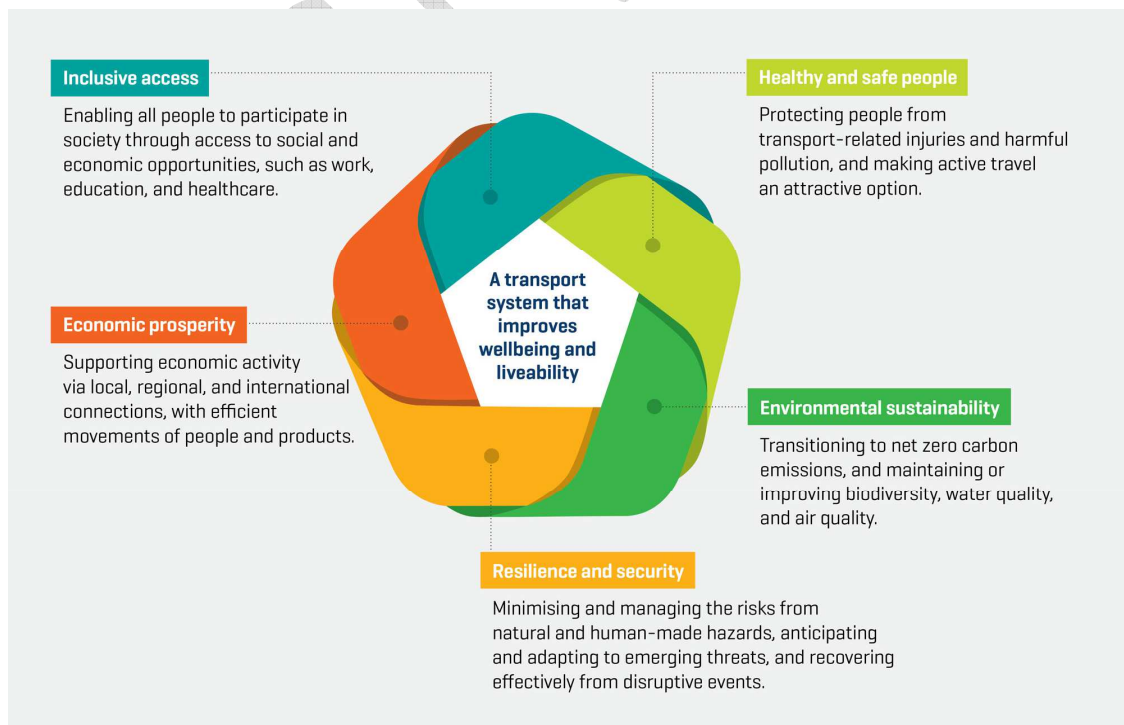 Inclusive access
Enabling all people to participate in
society through access to social and
economic opportunities, such as work,
education, and healthcare.
Healthy and safe people
Protecting people from
transport-related injuries and harmful
pollution, and making active travel
an attractive option.
A transport
system that
improves
wellbeing and
liveability
Economic prosperity
Supporting economic activity
via local, regional, and international
connections, with efficient
movements of people and products.
Environmental sustainability
Transitioning to net zero carbon
emissions, and maintaining or
improving biodiversity, water quality,
and air quality.
Resilience and security
Minimising and managing the risks from
natural and human-made hazards, anticipating
and adapting to emerging threats, and recovering
effectively from disruptive events.